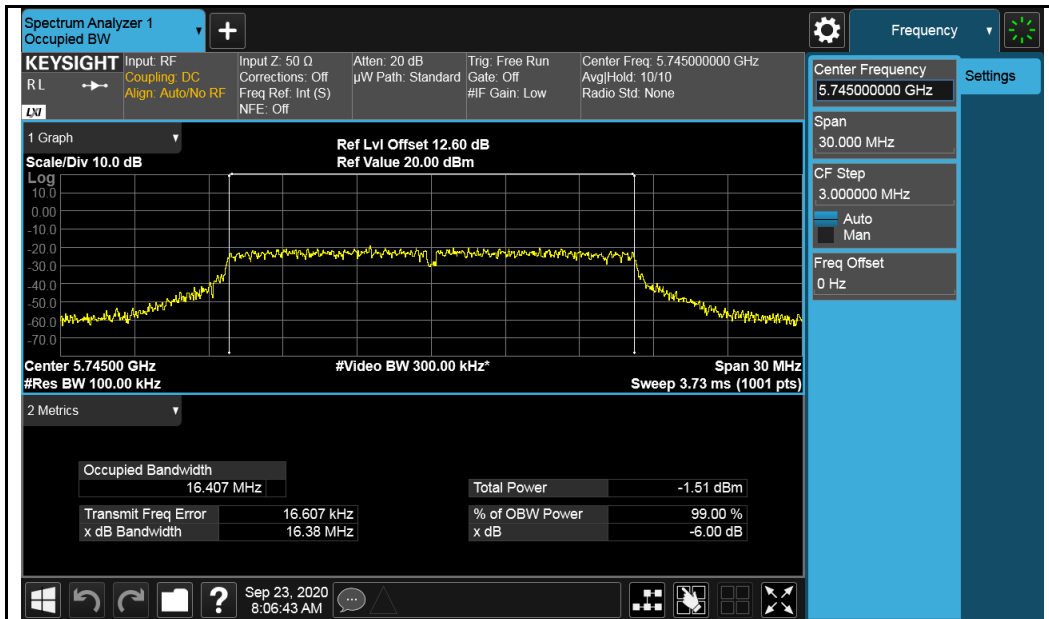 Spectrum Analyzer 1
Occupied BW
▼
+
Frequency ▼
KEYSIGHT
R L
LXI
Input: RF
Coupling: DC
Align: Auto/No RF
Input Z: 50 Ω
Corrections: Off
Freq Ref: Int (S)
NFE: Off
Atten: 20 dB
µW Path: Standard
Trig: Free Run
Gate: Off
#IF Gain: Low
Center Freq: 5.745000000 GHz
Avg|Hold: 10/10
Radio Std: None
Center Frequency
5.745000000 GHz
Settings
Span
30.000 MHz
CF Step
3.000000 MHz
Auto
Man
Freq Offset
0 Hz
1 Graph ▼
Scale/Div 10.0 dB
Ref Lvl Offset 12.60 dB
Ref Value 20.00 dBm
Log
10.0
0.00
-10.0
-20.0
-30.0
-40.0
-50.0
-60.0
-70.0
Center 5.74500 GHz
#Res BW 100.00 kHz
#Video BW 300.00 kHz*
Span 30 MHz
Sweep 3.73 ms (1001 pts)
2 Metrics ▼
Occupied Bandwidth
16.407 MHz
Total Power -1.51 dBm
Transmit Freq Error 16.607 kHz
% of OBW Power 99.00 %
x dB Bandwidth 16.38 MHz
x dB -6.00 dB
?
Sep 23, 2020
8:06:43 AM